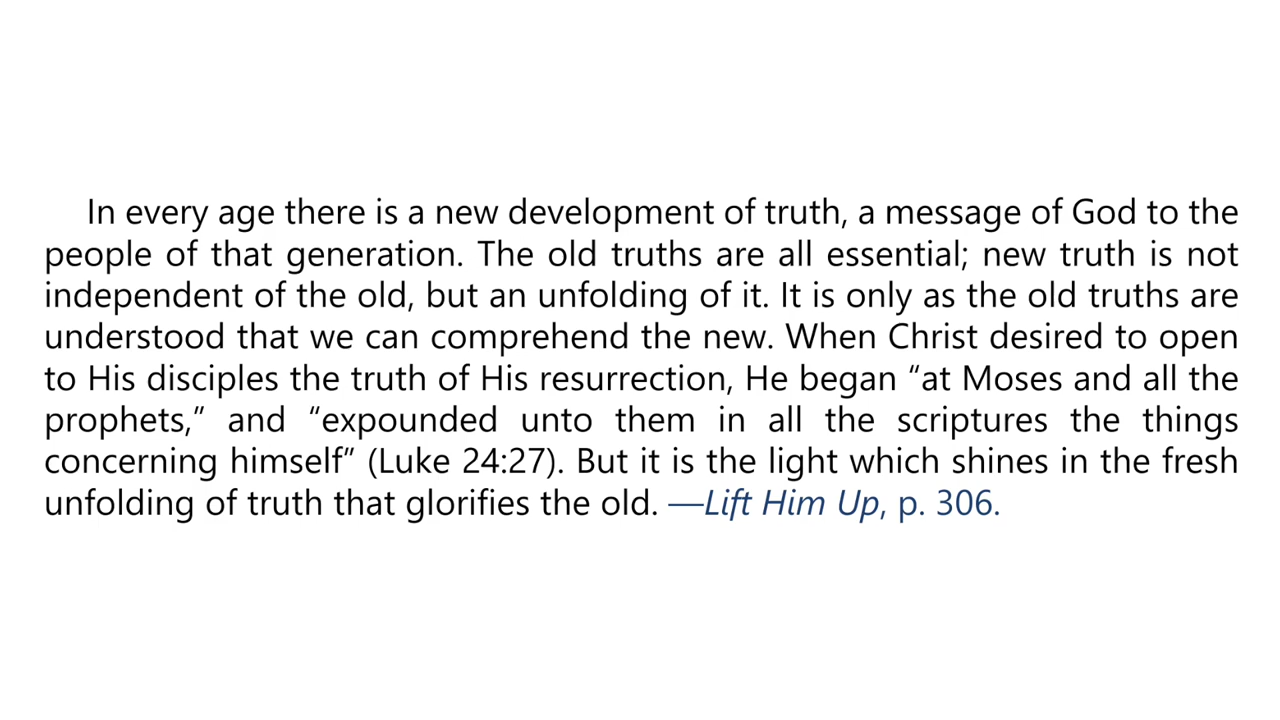 In every age there is a new development of truth, a message of God to the
people of that generation. The old truths are all essential; new truth is not
independent of the old, but an unfolding of it. It is only as the old truths are
understood that we can comprehend the new. When Christ desired to open
to His disciples the truth of His resurrection, He began “at Moses and all the
prophets,” and “expounded unto them in all the scriptures the things
concerning himself” (Luke 24:27). But it is the light which shines in the fresh
unfolding of truth that glorifies the old. —Lift Him Up, p. 306.